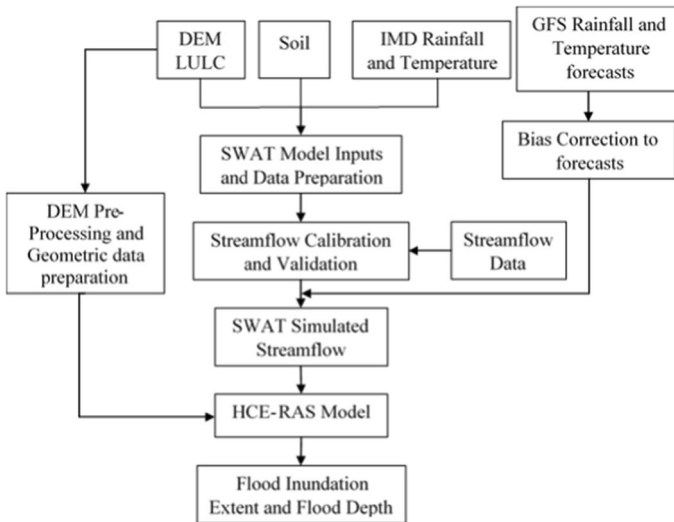 DEM
LULC
Soil
IMD Rainfall
and Temperature
GFS Rainfall and
Temperature
forecasts
SWAT Model Inputs
and Data Preparation
Bias Correction to
forecasts
DEM Pre-
Processing and
Geometric data
preparation
Streamflow Calibration
and Validation
Streamflow
Data
SWAT Simulated
Streamflow
HCE-RAS Model
Flood Inundation
Extent and Flood Depth